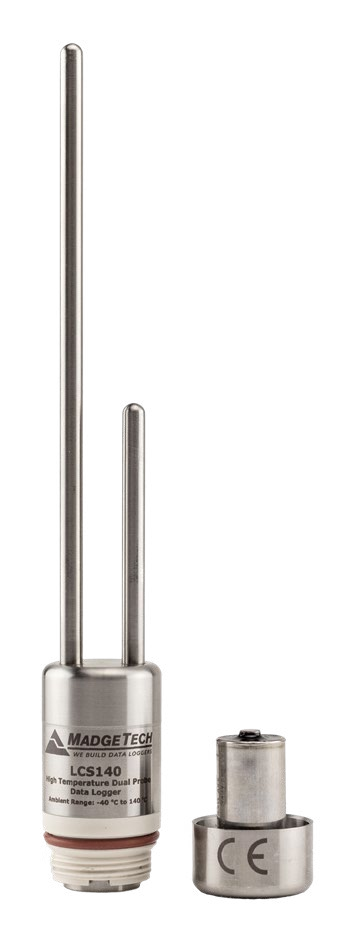 MADGETECH
WE BUILD DATA LOGGERS
LCS140
High Temperature Dual Probe
Data Logger
Ambient Range: -40 °C to 140 °C
CE